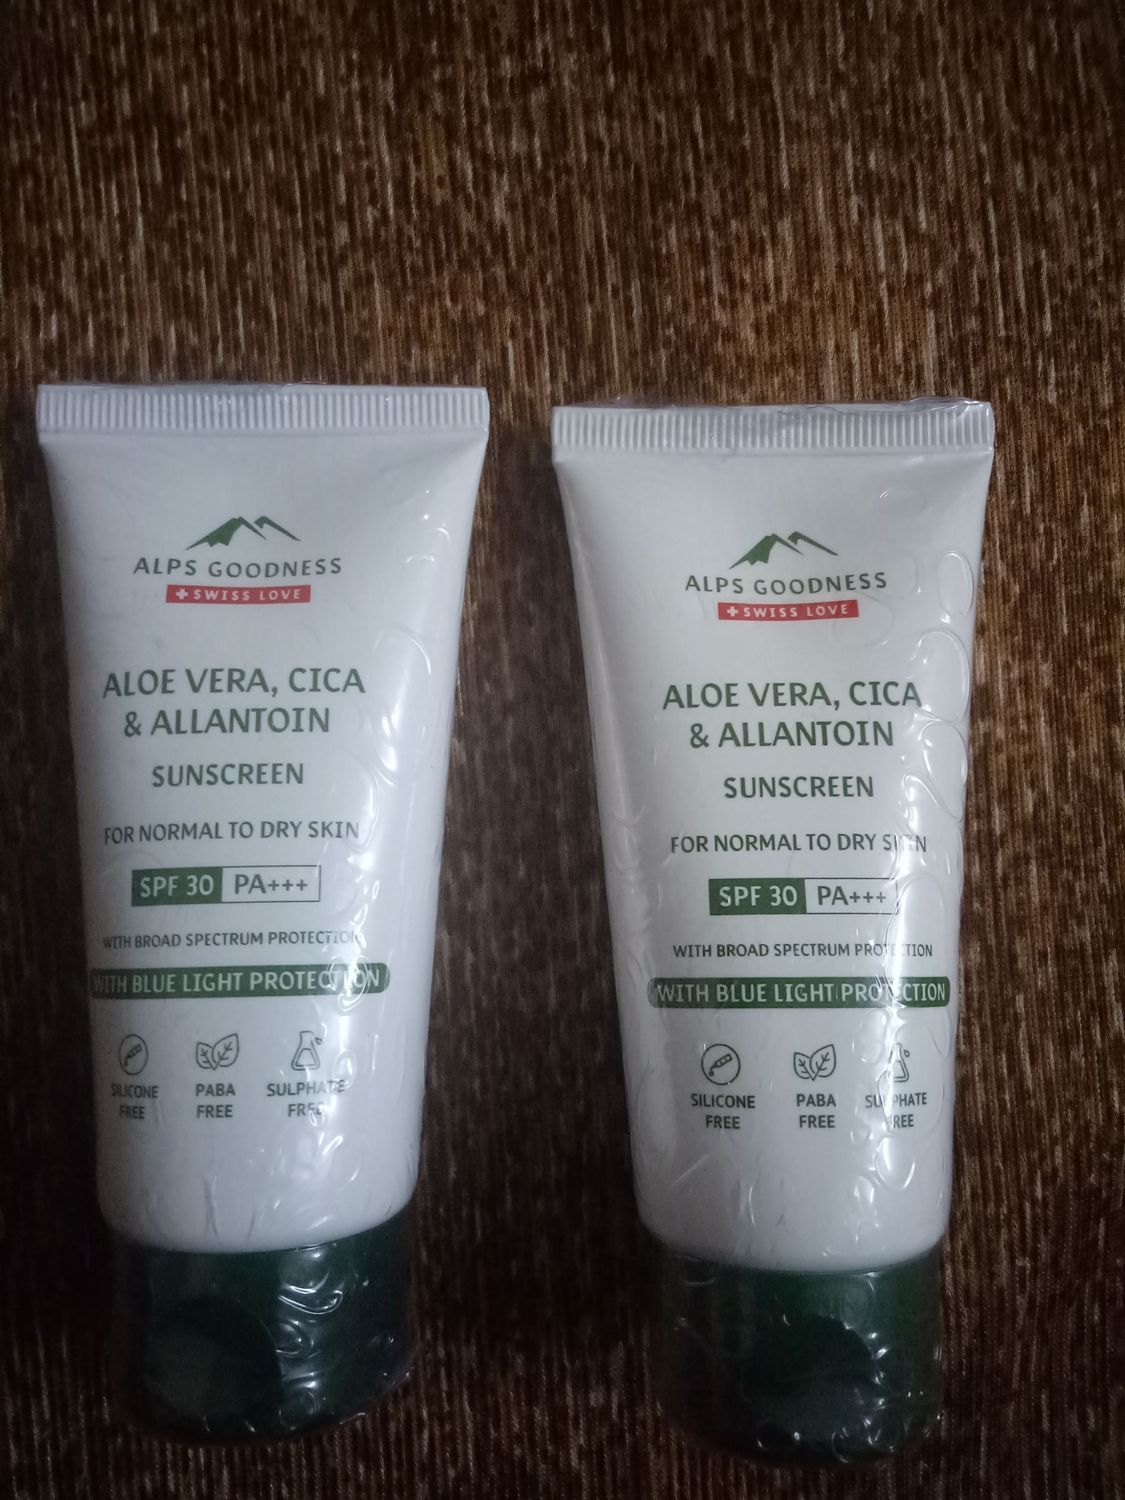 ALPS GOODNESS
SWISS LOVE
ALOE VERA, CICA
& ALLANTOIN
SUNSCREEN
FOR NORMAL TO DRY SKIN
SPF 30 PA+++
WITH BROAD SPECTRUM PROTECTION
WITH BLUE LIGHT PROTECTION
SILICONE FREE
PABA FREE
SULPHATE FREE
ALPS GOODNESS
SWISS LOVE
ALOE VERA, CICA
& ALLANTOIN
SUNSCREEN
FOR NORMAL TO DRY SKIN
SPF 30 PA+++
WITH BROAD SPECTRUM PROTECTION
WITH BLUE LIGHT PROTECTION
SILICONE FREE
PABA FREE
SULPHATE FREE